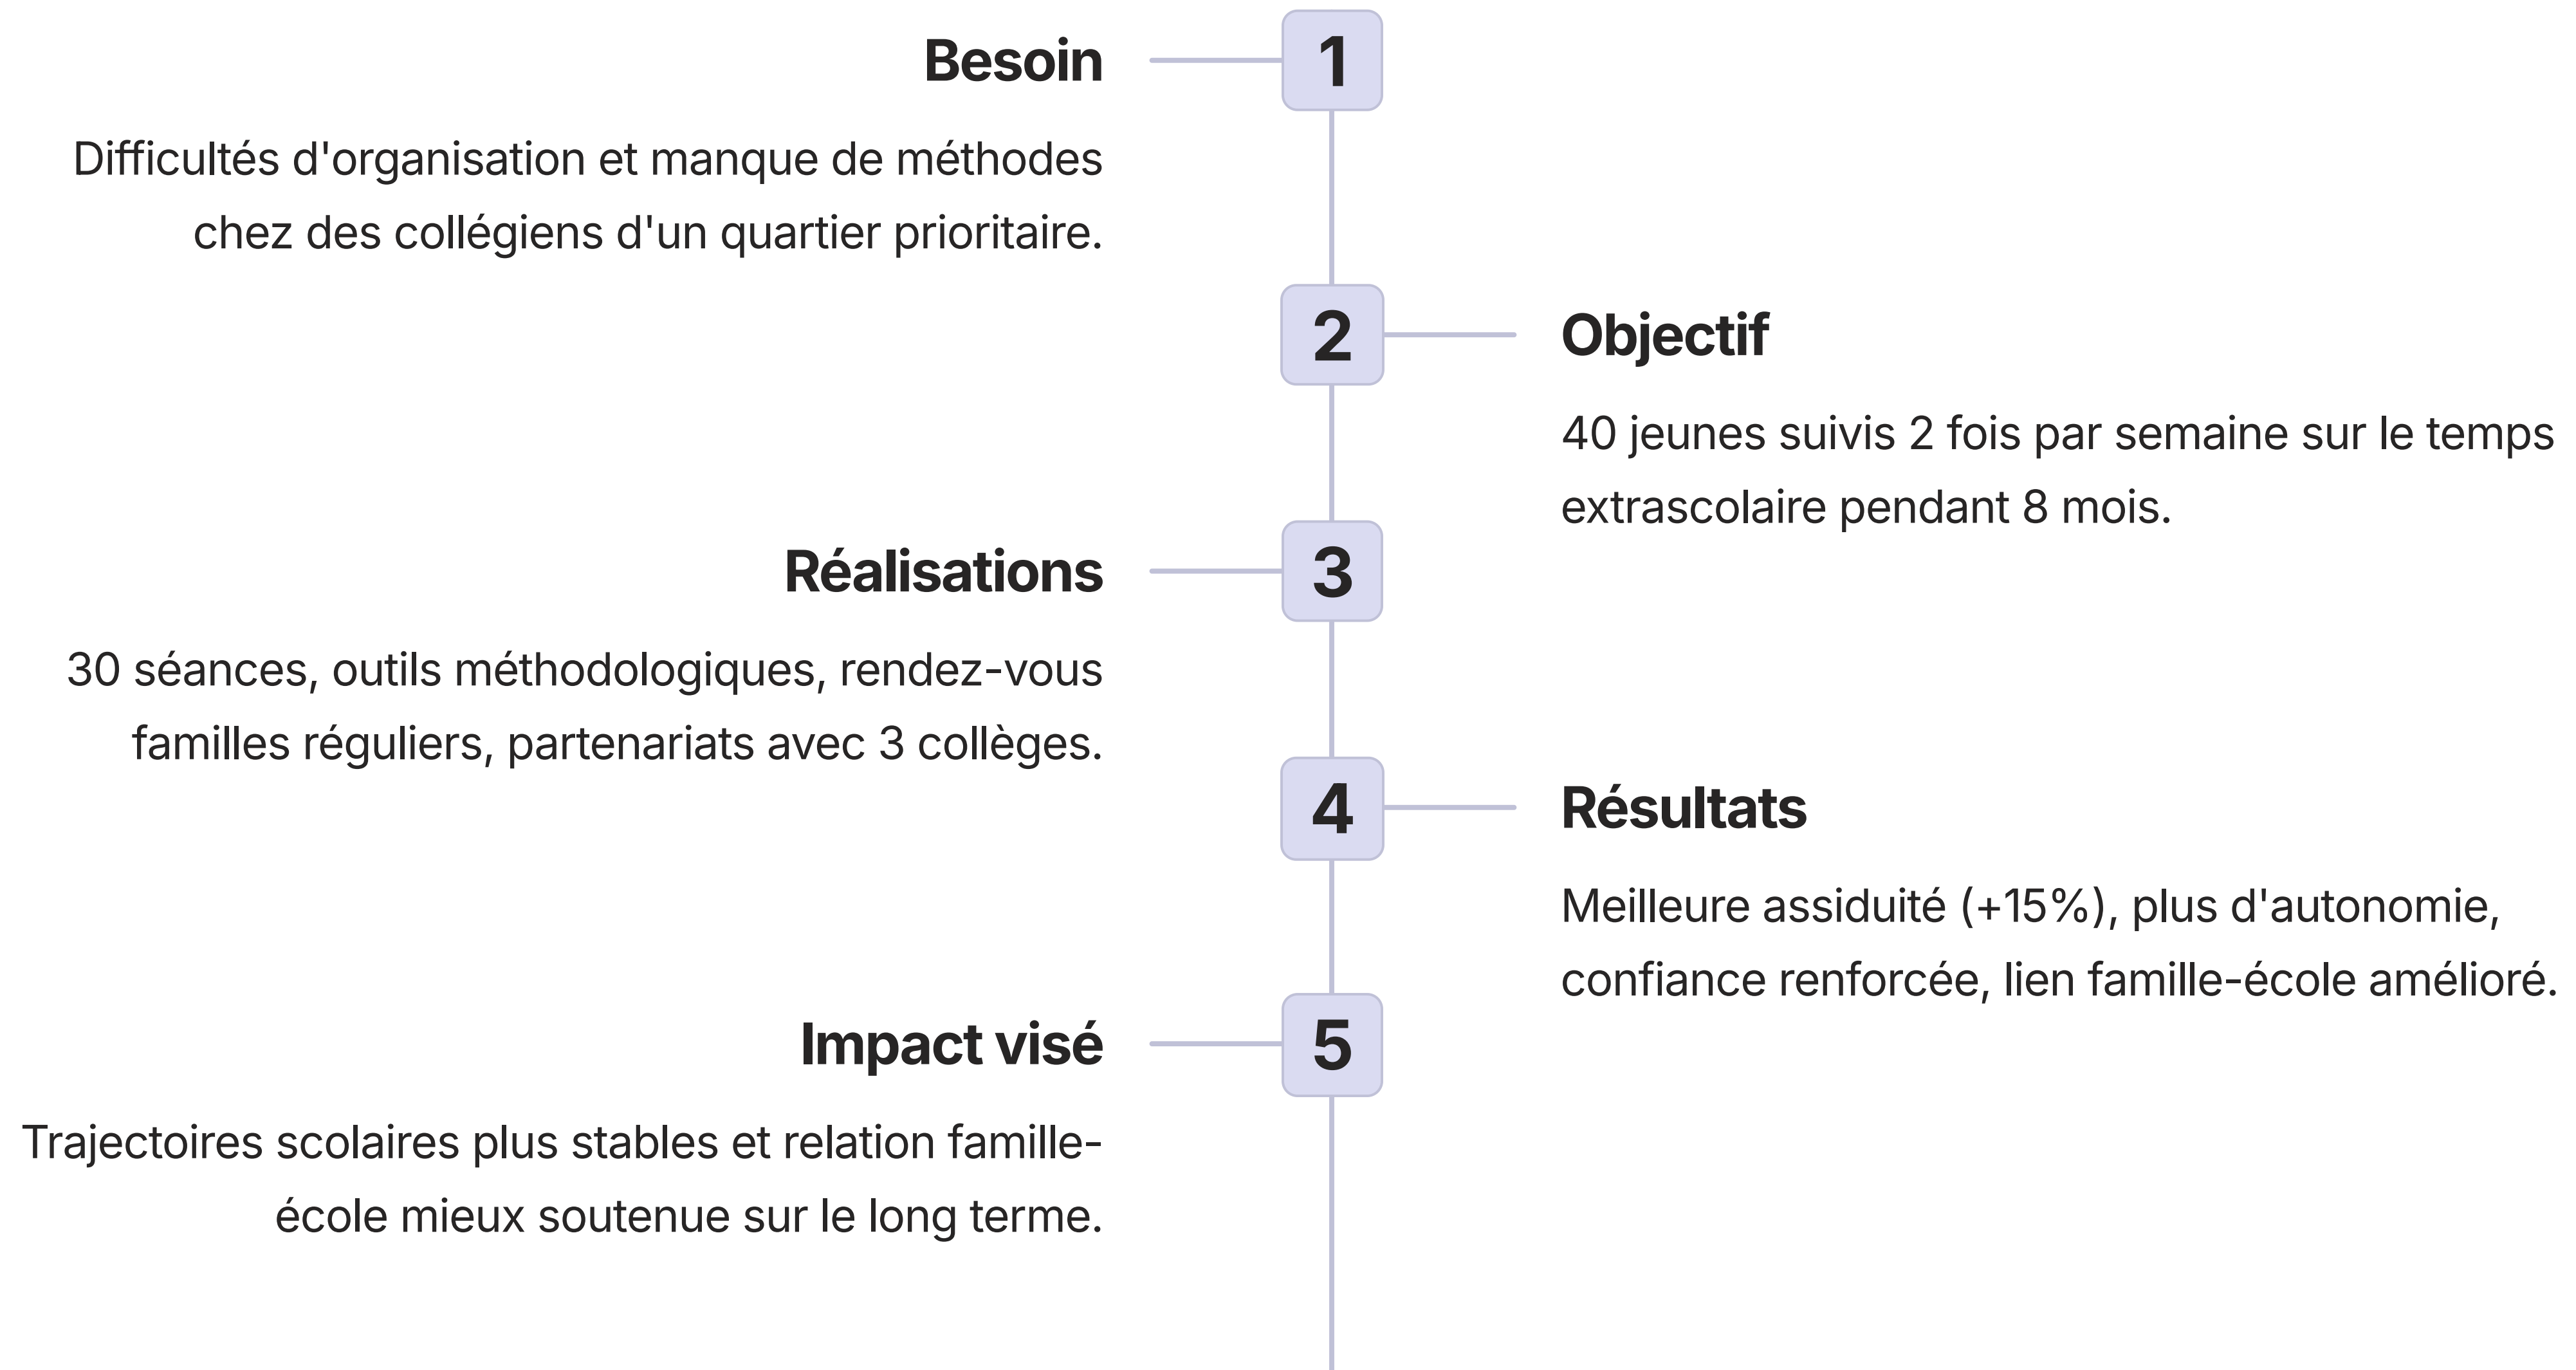 1
Besoin
Difficultés d'organisation et manque de méthodes
chez des collégiens d'un quartier prioritaire.
2
Objectif
40 jeunes suivis 2 fois par semaine sur le temps
extrascolaire pendant 8 mois.
3
Réalisations
30 séances, outils méthodologiques, rendez-vous
familles réguliers, partenariats avec 3 collèges.
4
Résultats
Meilleure assiduité (+15%), plus d'autonomie,
confiance renforcée, lien famille-école amélioré.
5
Impact visé
Trajectoires scolaires plus stables et relation famille-
école mieux soutenue sur le long terme.